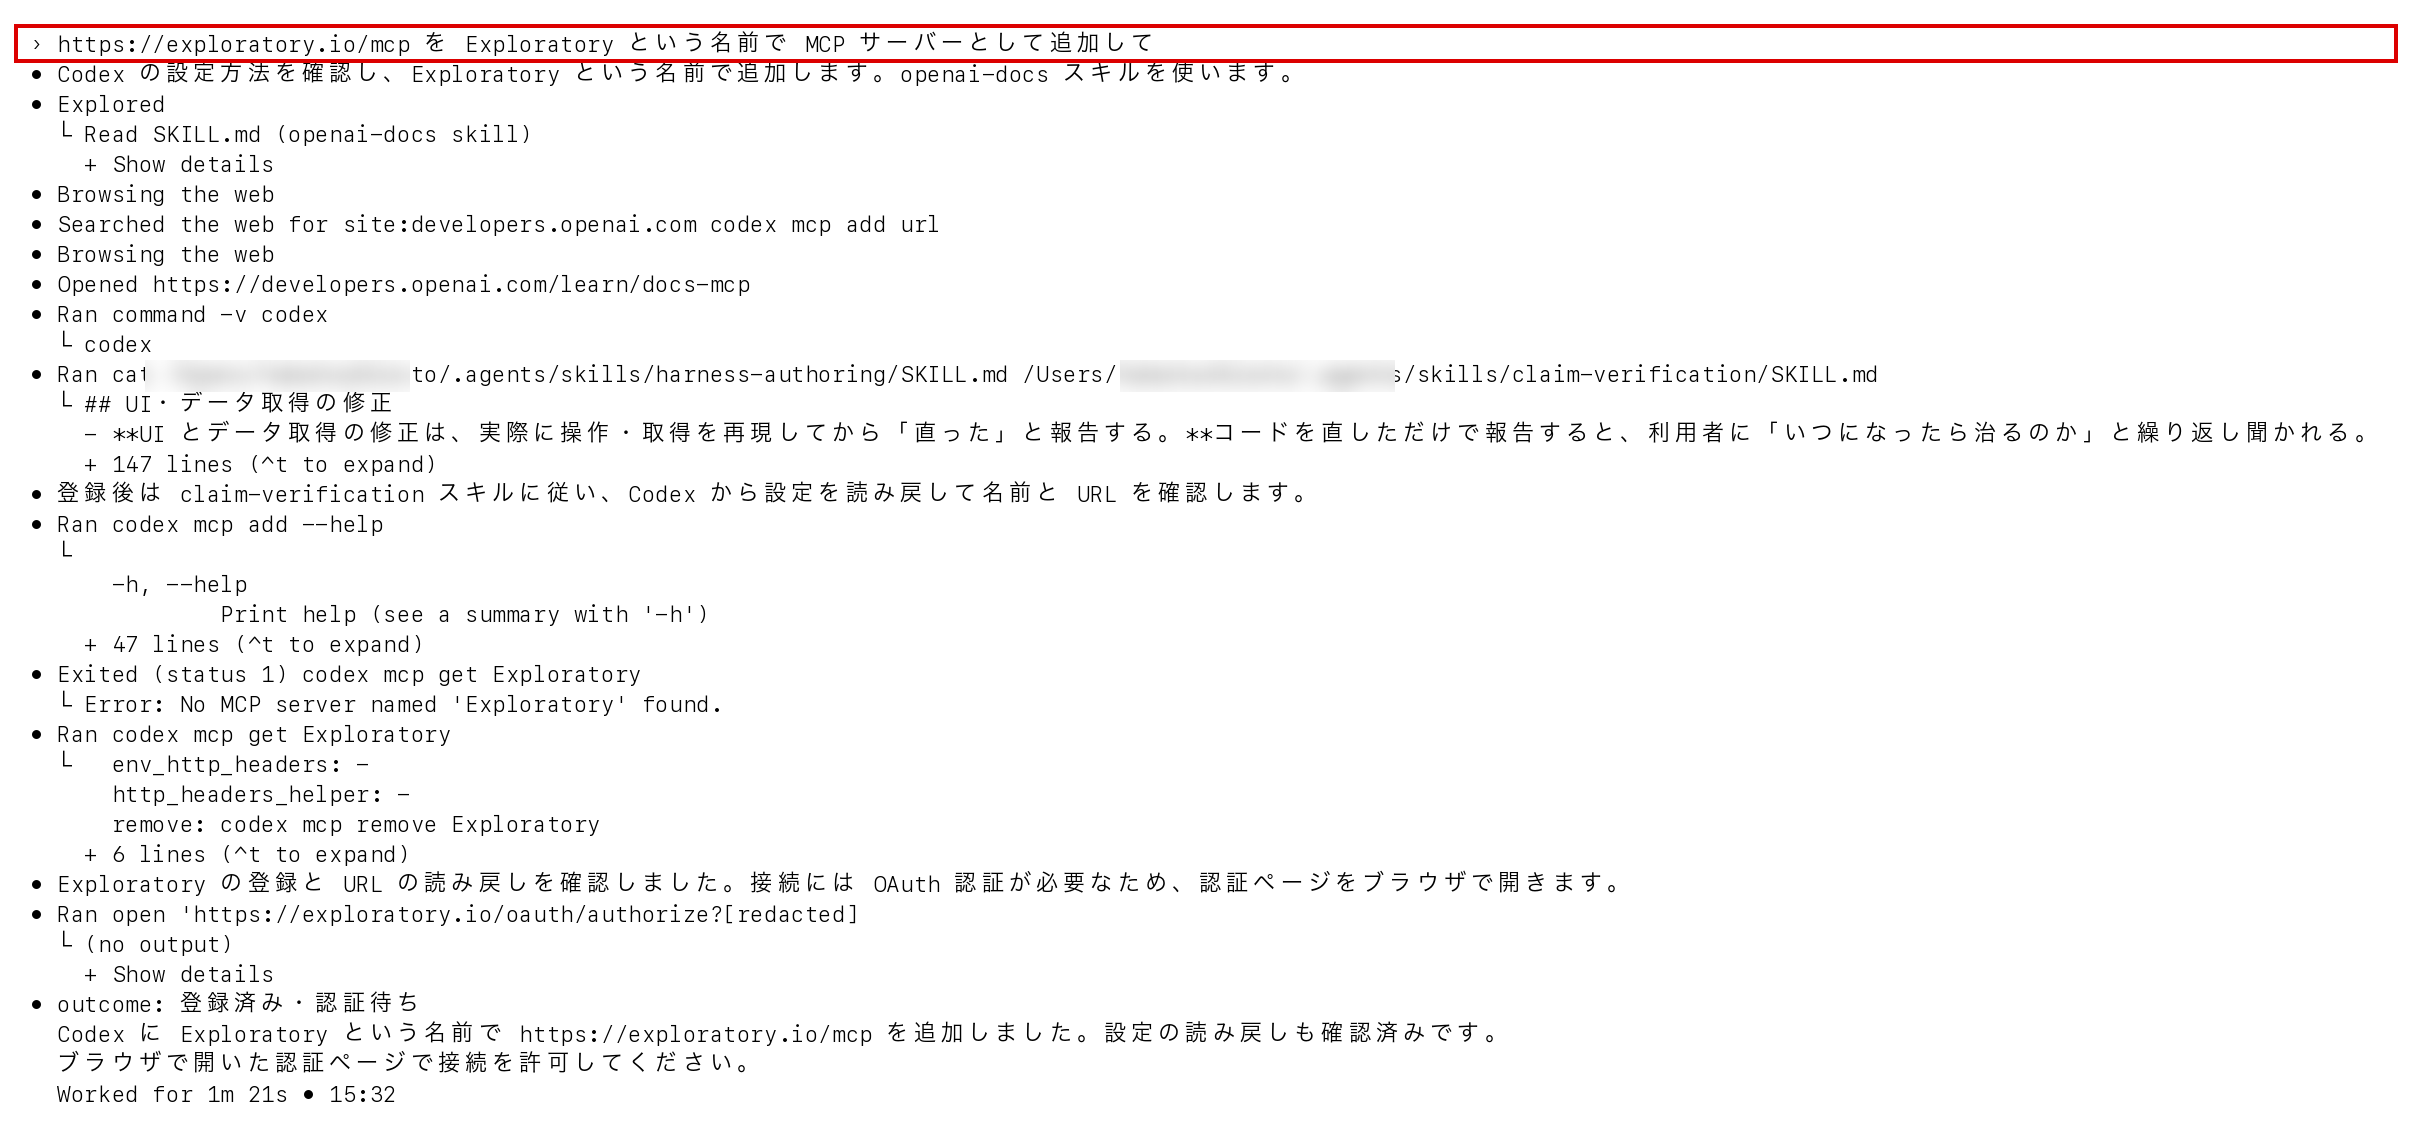 › https://exploratory.io/mcp を Exploratory という名前で MCP サーバーとして追加して
• Codex の設定方法を確認し、Exploratory という名前で追加します。openai-docs スキルを使います。
• Explored
└ Read SKILL.md (openai-docs skill)
+ Show details
• Browsing the web
• Searched the web for site:developers.openai.com codex mcp add url
• Browsing the web
• Opened https://developers.openai.com/learn/docs-mcp
• Ran command -v codex
└ codex
• Ran cat to/.agents/skills/harness-authoring/SKILL.md /Users/ s/skills/claim-verification/SKILL.md
└ ## UI・データ取得の修正
- **UI とデータ取得の修正は、実際に操作・取得を再現してから「直った」と報告する。**コードを直しただけで報告すると、利用者に「いつになったら治るのか」と繰り返し聞かれる。
+ 147 lines (^t to expand)
• 登録後は claim-verification スキルに従い、Codex から設定を読み戻して名前と URL を確認します。
• Ran codex mcp add --help
└
-h, --help
Print help (see a summary with '-h')
+ 47 lines (^t to expand)
• Exited (status 1) codex mcp get Exploratory
└ Error: No MCP server named 'Exploratory' found.
• Ran codex mcp get Exploratory
└ env_http_headers: -
http_headers_helper: -
remove: codex mcp remove Exploratory
+ 6 lines (^t to expand)
• Exploratory の登録と URL の読み戻しを確認しました。接続には OAuth 認証が必要なため、認証ページをブラウザで開きます。
• Ran open 'https://exploratory.io/oauth/authorize?[redacted]
└ (no output)
+ Show details
• outcome: 登録済み・認証待ち
Codex に Exploratory という名前で https://exploratory.io/mcp を追加しました。設定の読み戻しも確認済みです。
ブラウザで開いた認証ページで接続を許可してください。
Worked for 1m 21s • 15:32